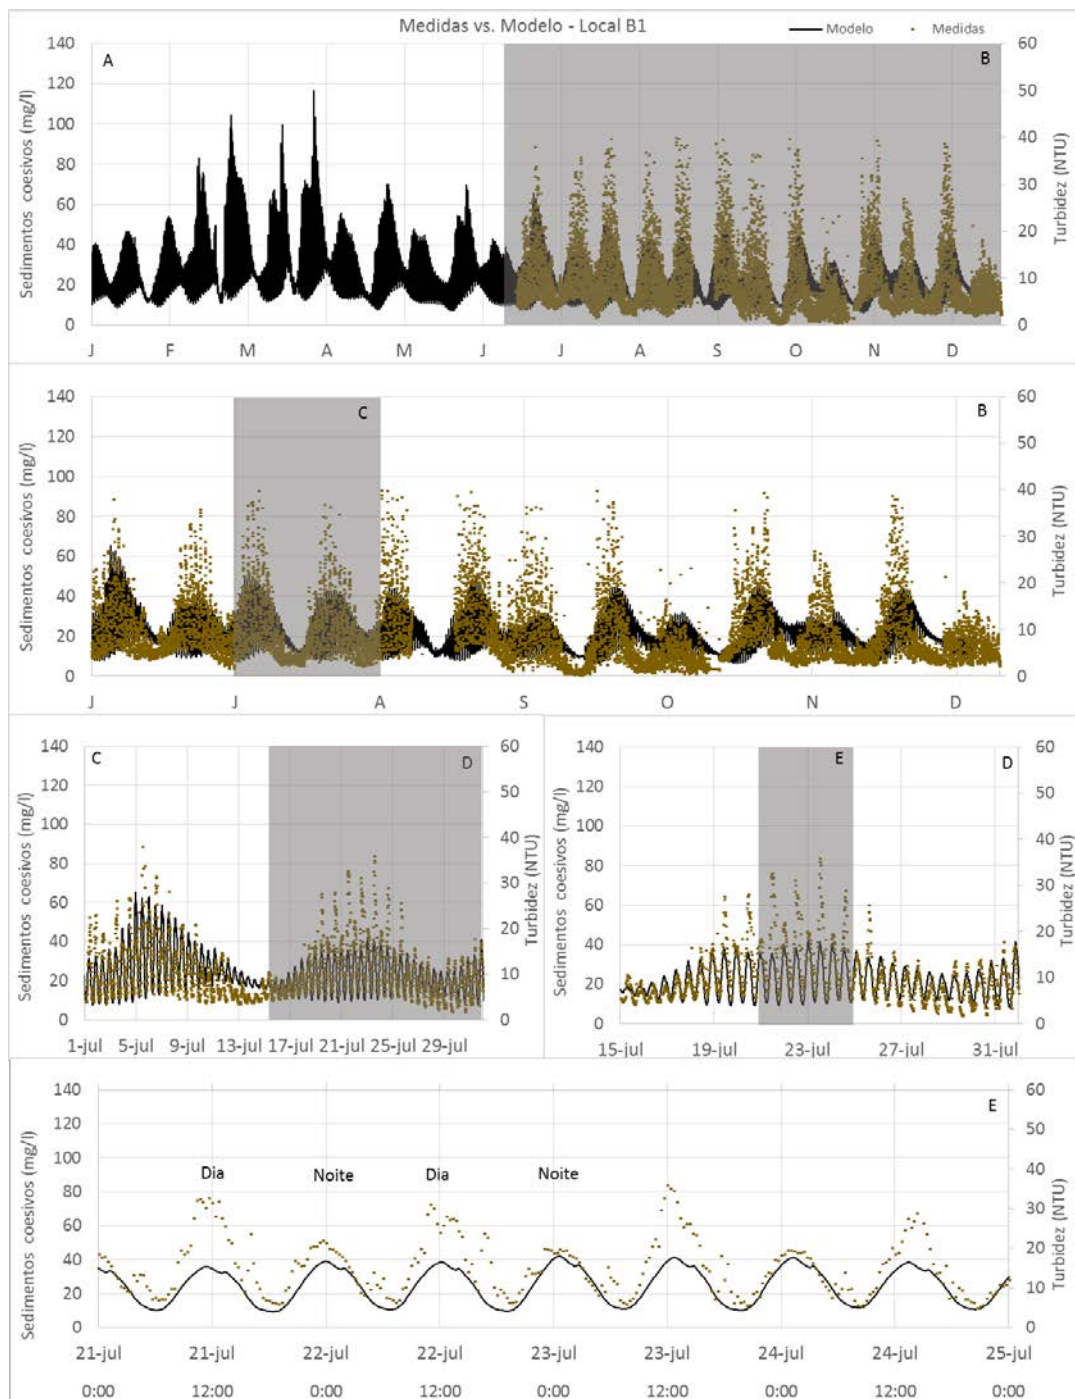 Medidas vs. Modelo - Local B1
Modelo
Medidas
Sedimentos coesivos (mg/l)
140
120
100
80
60
40
20
0
A
B
60
50
40
30
20
10
0
Turbidez (NTU)
J F M A M J J A S O N D
Sedimentos coesivos (mg/l)
140
120
100
80
60
40
20
0
C
B
60
50
40
30
20
10
0
Turbidez (NTU)
J J A S O N D
Sedimentos coesivos (mg/l)
140
120
100
80
60
40
20
0
C
D
60
50
40
30
20
10
0
Turbidez (NTU)
1-jul 5-jul 9-jul 13-jul 17-jul 21-jul 25-jul 29-jul
Sedimentos coesivos (mg/l)
140
120
100
80
60
40
20
0
E
D
60
50
40
30
20
10
0
Turbidez (NTU)
15-jul 19-jul 23-jul 27-jul 31-jul
Sedimentos coesivos (mg/l)
140
120
100
80
60
40
20
0
E
Dia Noite Dia Noite
60
50
40
30
20
10
0
Turbidez (NTU)
21-jul 21-jul 22-jul 22-jul 23-jul 23-jul 24-jul 24-jul 25-jul
0:00 12:00 0:00 12:00 0:00 12:00 0:00 12:00 0:00